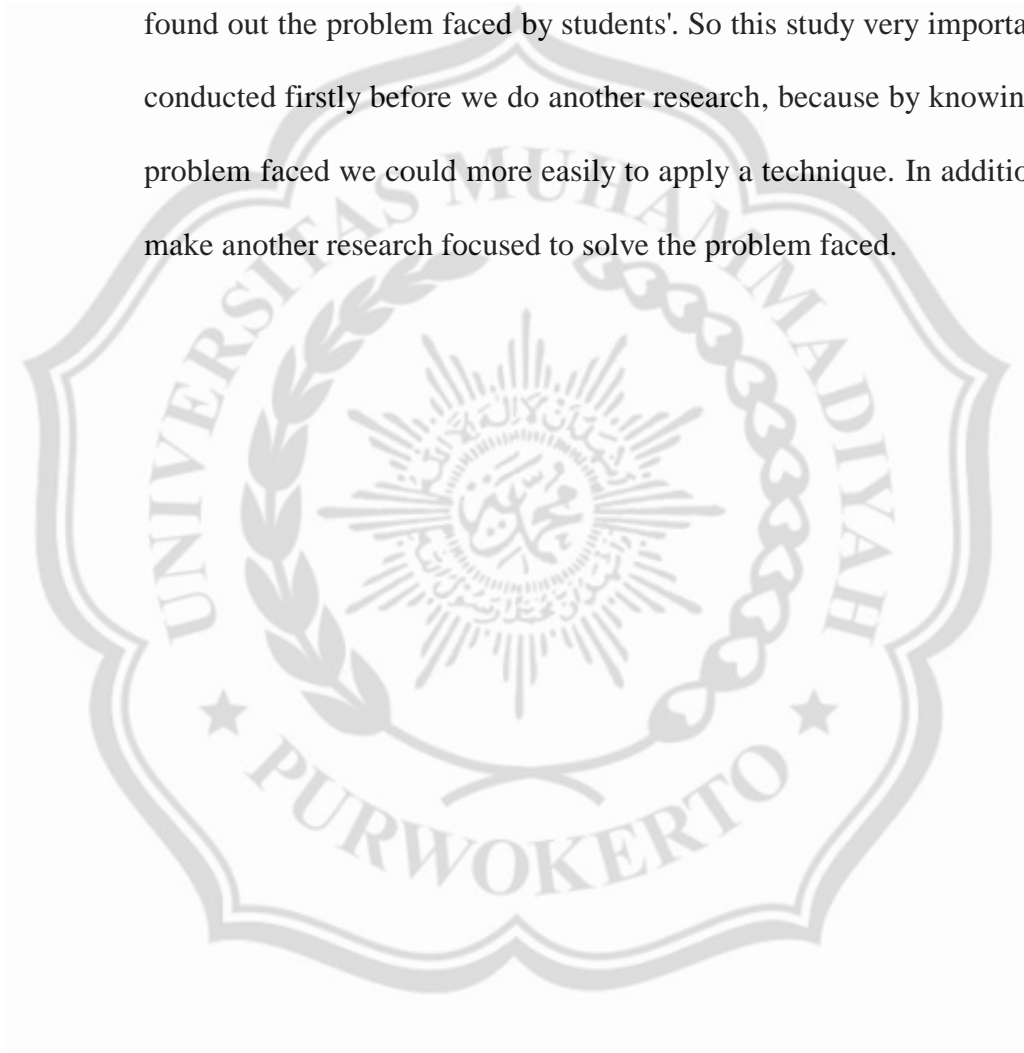 found out the problem faced by students'. So this study very importa
conducted firstly before we do another research, because by knowin
problem faced we could more easily to apply a technique. In additio
make another research focused to solve the problem faced.
UNIVERSITAS MUHAMMADIYAH
PURWOKERTO